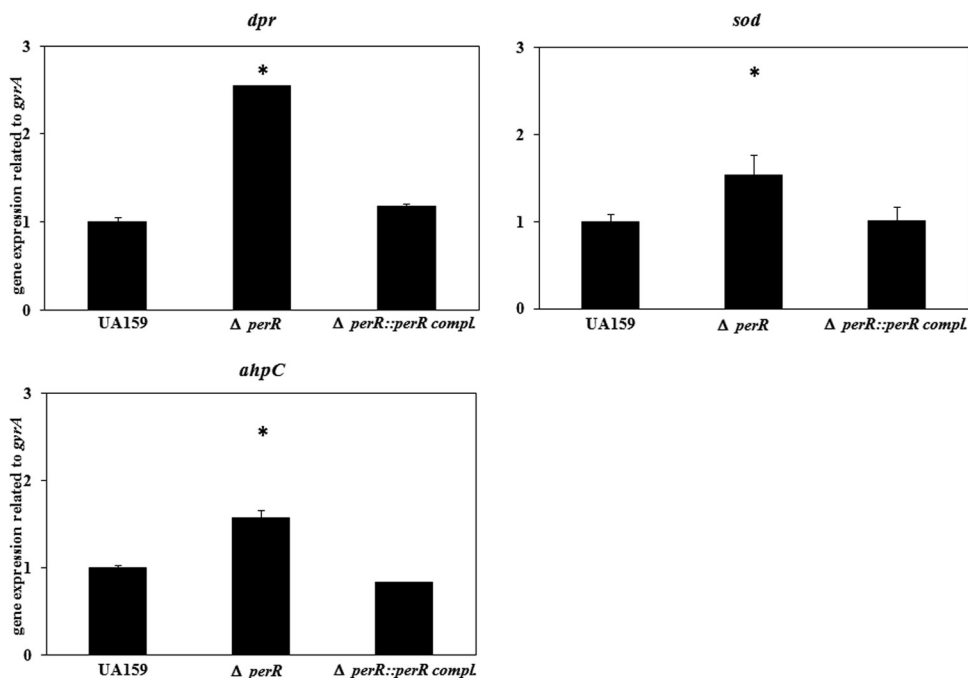 dpr
gene expression related to gyrA
3
*
2
1
0
UA159
Δ perR
Δ perR::perR compl.
sod
3
*
2
1
0
UA159
Δ perR
Δ perR::perR compl.
ahpC
gene expression related to gyrA
3
*
2
1
0
UA159
Δ perR
Δ perR::perR compl.